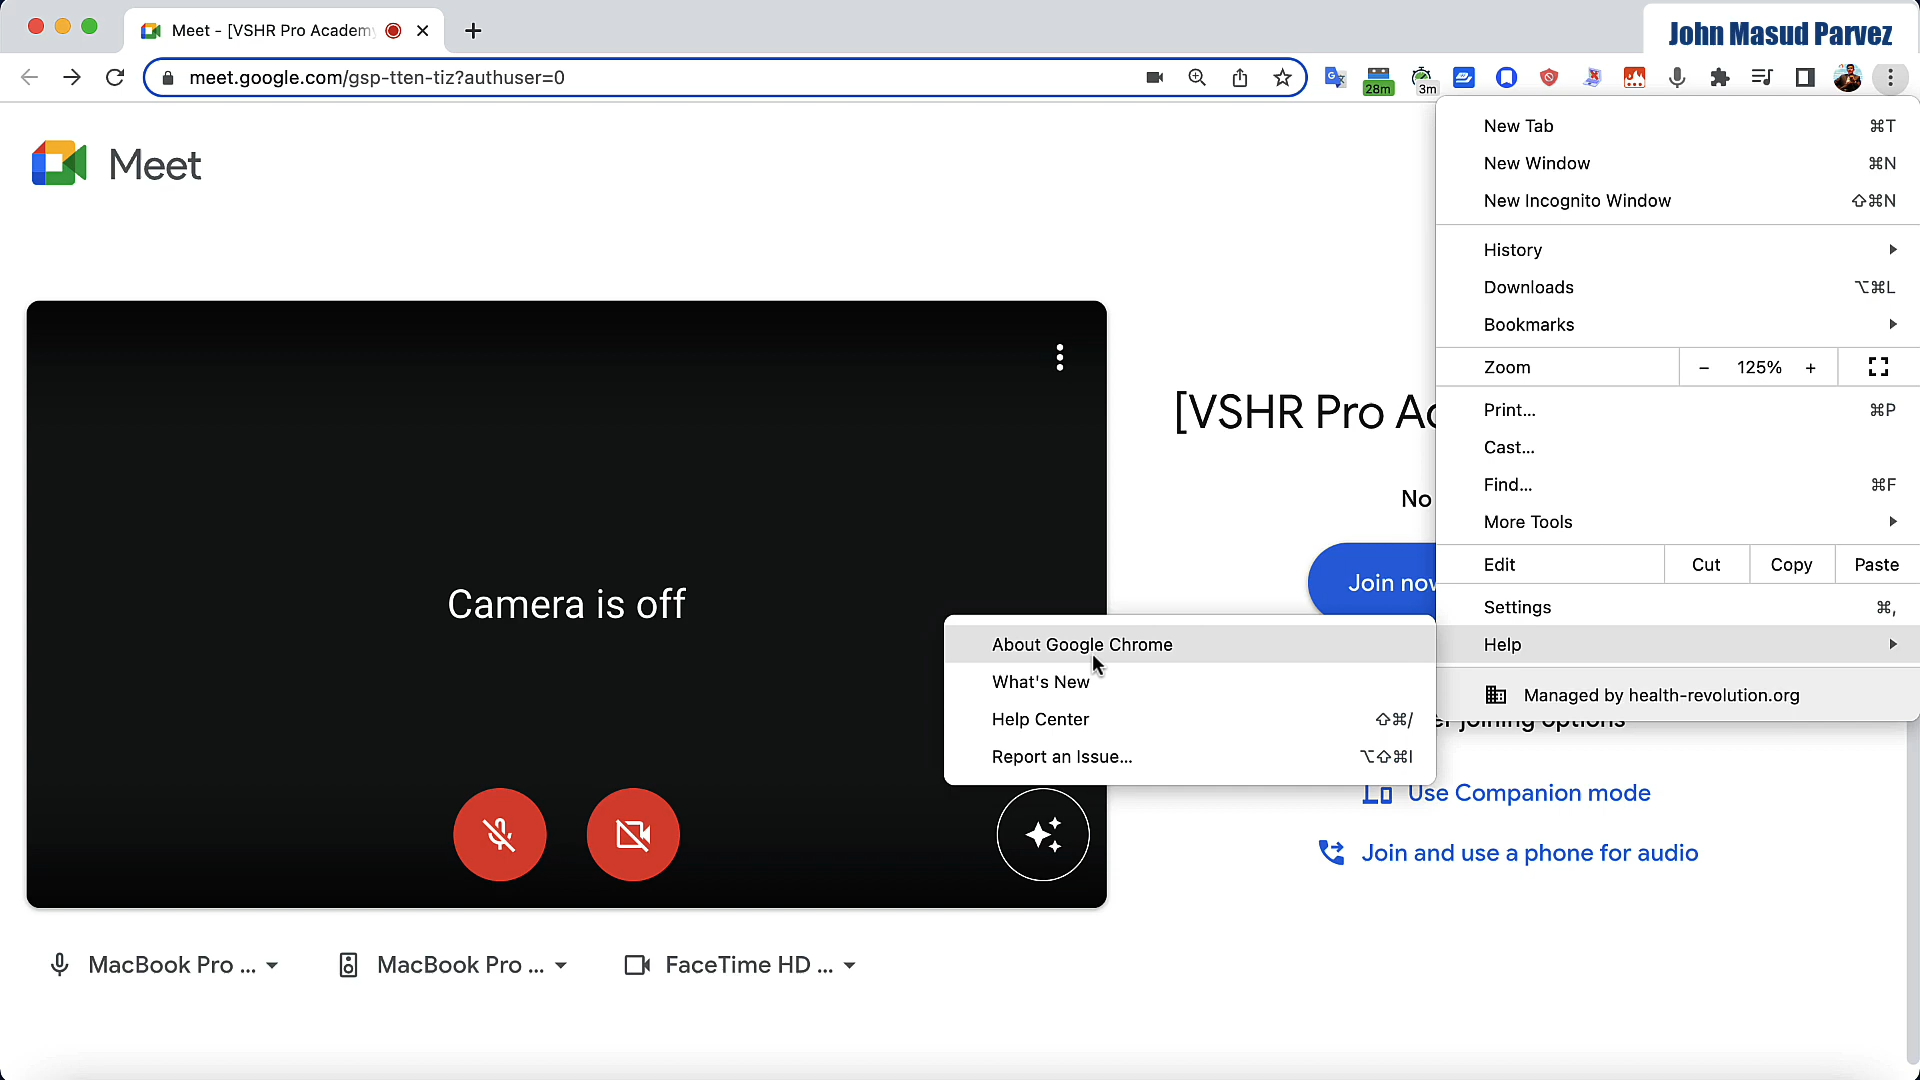 Meet - [VSHR Pro Academy
John Masud Parvez
meet.google.com/gsp-tten-tiz?authuser=0
28m
3m
Meet
New Tab ⌘T
New Window ⌘N
New Incognito Window ⇧⌘N
History
Downloads ⌥⌘L
Bookmarks
Zoom − 125% +
Print... ⌘P
Cast...
Find... ⌘F
More Tools
Edit Cut Copy Paste
Settings ⌘,
Help
Managed by health-revolution.org
About Google Chrome
What's New
Help Center ⇧⌘/
Report an Issue... ⌥⇧⌘I
[VSHR Pro Ac
No
Join now
Camera is off
joining options
Use Companion mode
Join and use a phone for audio
MacBook Pro ...
MacBook Pro ...
FaceTime HD ...